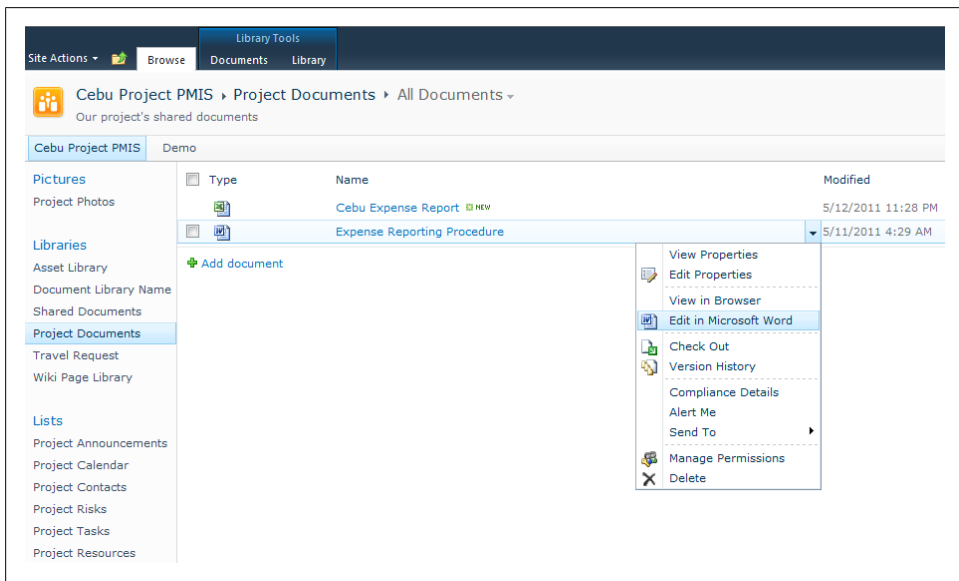 Library Tools
Site Actions Browse Documents Library
Cebu Project PMIS Project Documents All Documents
Our project's shared documents
Cebu Project PMIS Demo
Pictures
Project Photos
Libraries
Asset Library
Document Library Name
Shared Documents
Project Documents
Travel Request
Wiki Page Library
Lists
Project Announcements
Project Calendar
Project Contacts
Project Risks
Project Tasks
Project Resources
Type Name Modified
Cebu Expense Report NEW 5/12/2011 11:28 PM
Expense Reporting Procedure 5/11/2011 4:29 AM
Add document
View Properties
Edit Properties
View in Browser
Edit in Microsoft Word
Check Out
Version History
Compliance Details
Alert Me
Send To
Manage Permissions
Delete